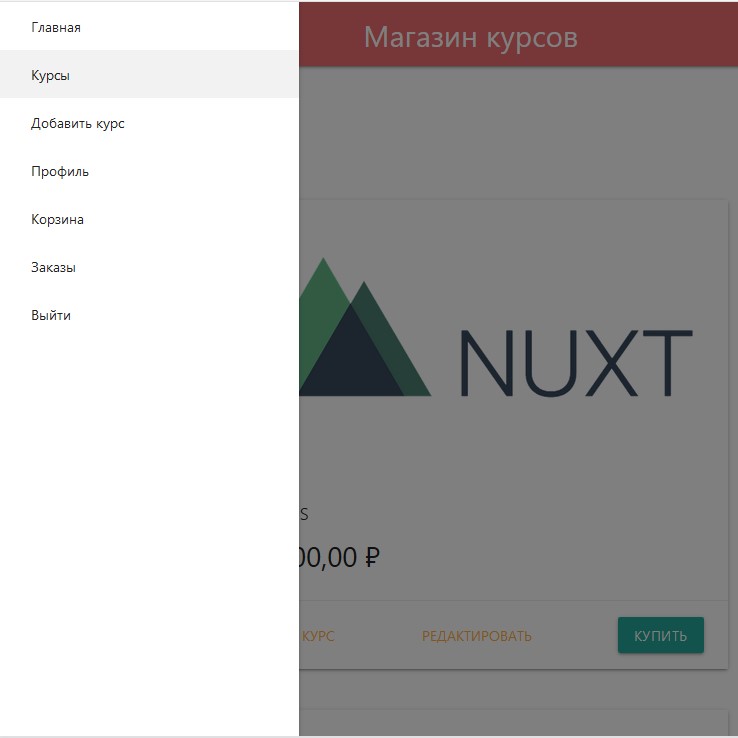 Главная
Магазин курсов
Курсы
Добавить курс
Профиль
Корзина
Заказы
Выйти
NUXT
S
00,00 ₽
КУРС
РЕДАКТИРОВАТЬ
КУПИТЬ